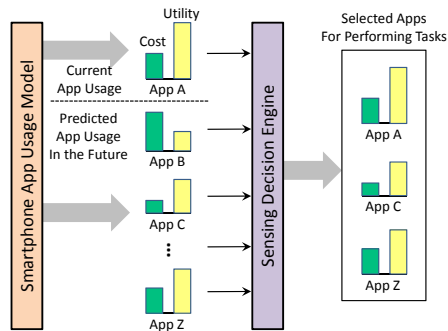 Smartphone App Usage Model
Utility
Cost
Current
App Usage
App A
Predicted
App Usage
In the Future
App B
App C
...
App Z
Sensing Decision Engine
Selected Apps
For Performing Tasks
App A
App C
App Z